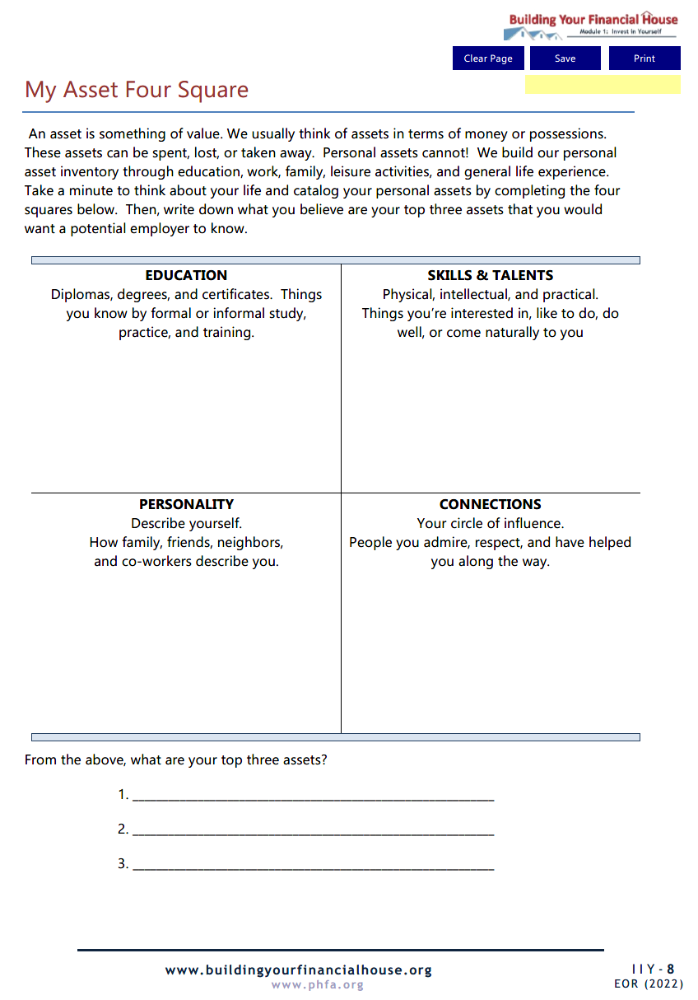 Building Your Financial House
Module 1: Invest in Yourself
Clear Page
Save
Print
My Asset Four Square
An asset is something of value. We usually think of assets in terms of money or possessions.
These assets can be spent, lost, or taken away.  Personal assets cannot!  We build our personal
asset inventory through education, work, family, leisure activities, and general life experience.
Take a minute to think about your life and catalog your personal assets by completing the four
squares below.  Then, write down what you believe are your top three assets that you would
want a potential employer to know.
EDUCATION
Diplomas, degrees, and certificates.  Things
you know by formal or informal study,
practice, and training.
SKILLS & TALENTS
Physical, intellectual, and practical.
Things you're interested in, like to do, do
well, or come naturally to you
PERSONALITY
Describe yourself.
How family, friends, neighbors,
and co-workers describe you.
CONNECTIONS
Your circle of influence.
People you admire, respect, and have helped
you along the way.
From the above, what are your top three assets?
1. ______________________________________________________
2. ______________________________________________________
3. ______________________________________________________
www.buildingyourfinancialhouse.org
www.phfa.org
IIY-8
EOR (2022)